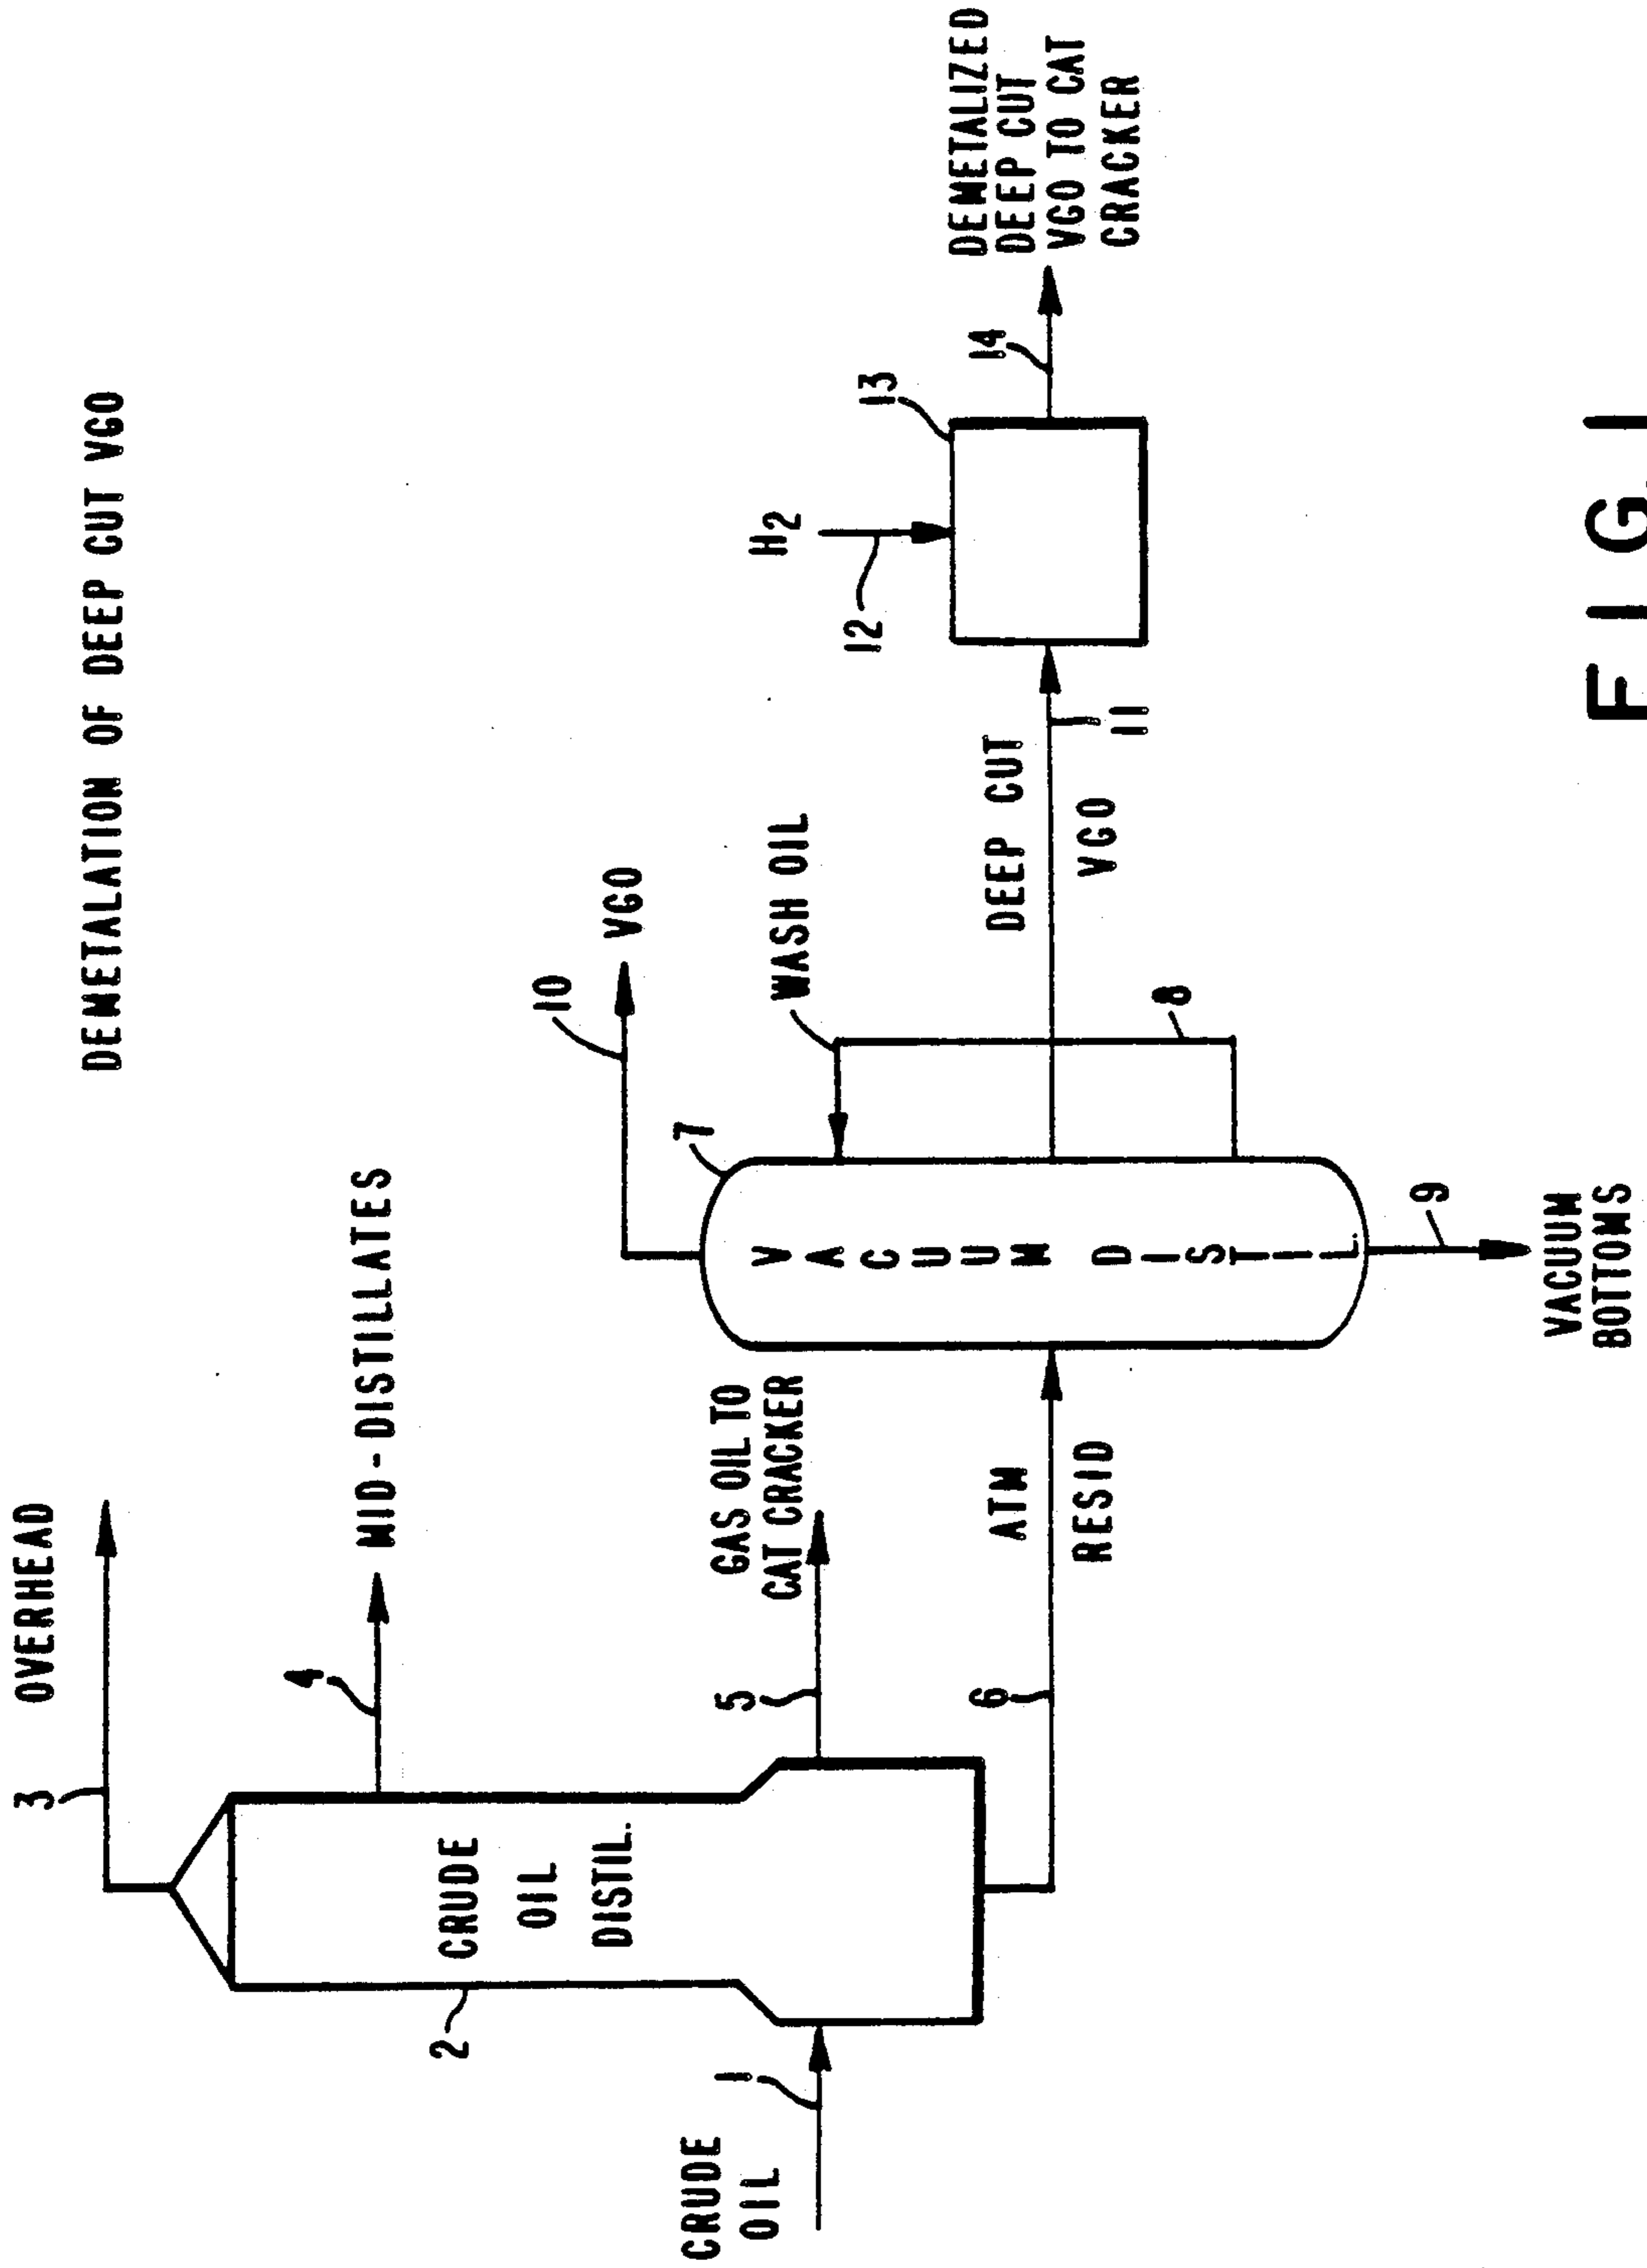 DEMETALATION OF DEEP CUT VGO
3
OVERHEAD
4
MID-DISTILLATES
CRUDE
OIL
DISTIL.
2
CRUDE
OIL
1
5
GAS OIL TO
CAT CRACKER
6
ATM
RESID
7
VACUUM DISTIL.
10
VGO
WASH OIL
8
9
VACUUM
BOTTOMS
DEEP CUT
VGO
11
H2
12
13
14
DEMETALIZED
DEEP CUT
VGO TO CAT
CRACKER
FIG. 1